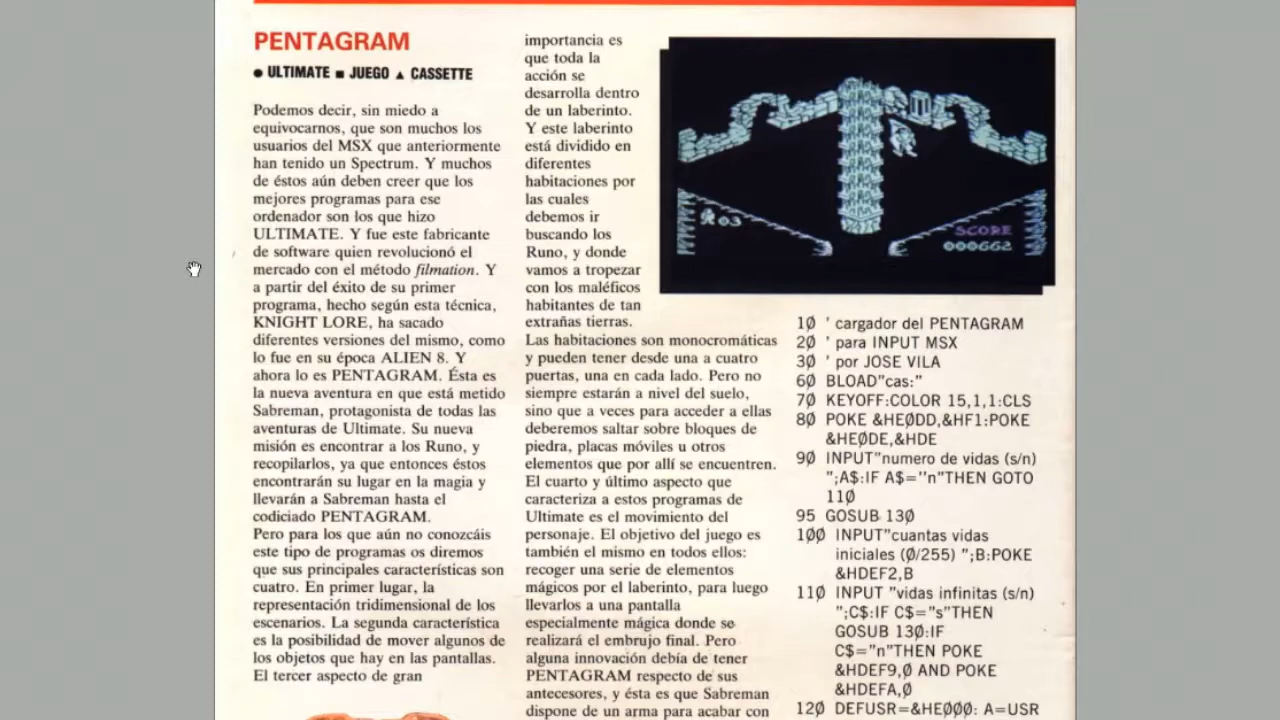 PENTAGRAM
● ULTIMATE ■ JUEGO ▲ CASSETTE
Podemos decir, sin miedo a
equivocarnos, que son muchos los
usuarios del MSX que anteriormente
han tenido un Spectrum. Y muchos
de éstos aún deben creer que los
mejores programas para ese
ordenador son los que hizo
ULTIMATE. Y fue este fabricante
de software quien revolucionó el
mercado con el método filmation. Y
a partir del éxito de su primer
programa, hecho según esta técnica,
KNIGHT LORE, ha sacado
diferentes versiones del mismo, como
lo fue en su época ALIEN 8. Y
ahora lo es PENTAGRAM. Ésta es
la nueva aventura en que está metido
Sabreman, protagonista de todas las
aventuras de Ultimate. Su nueva
misión es encontrar a los Runo, y
recopilarlos, ya que entonces éstos
encontrarán su lugar en la magia y
llevarán a Sabreman hasta el
codiciado PENTAGRAM.
Pero para los que aún no conozcáis
este tipo de programas os diremos
que sus principales características son
cuatro. En primer lugar, la
representación tridimensional de los
escenarios. La segunda característica
es la posibilidad de mover algunos de
los objetos que hay en las pantallas.
El tercer aspecto de gran
importancia es
que toda la
acción se
desarrolla dentro
de un laberinto.
Y este laberinto
está dividido en
diferentes
habitaciones por
las cuales
debemos ir
buscando los
Runo, y donde
vamos a tropezar
con los maléficos
habitantes de tan
extrañas tierras.
Las habitaciones son monocromáticas
y pueden tener desde una a cuatro
puertas, una en cada lado. Pero no
siempre estarán a nivel del suelo,
sino que a veces para acceder a ellas
deberemos saltar sobre bloques de
piedra, placas móviles u otros
elementos que por allí se encuentren.
El cuarto y último aspecto que
caracteriza a estos programas de
Ultimate es el movimiento del
personaje. El objetivo del juego es
también el mismo en todos ellos:
recoger una serie de elementos
mágicos por el laberinto, para luego
llevarlos a una pantalla
especialmente mágica donde se
realizará el embrujo final. Pero
alguna innovación debía de tener
PENTAGRAM respecto de sus
antecesores, y ésta es que Sabreman
dispone de un arma para acabar con
03
SCORE
000662
10 ' cargador del PENTAGRAM
20 ' para INPUT MSX
30 ' por JOSE VILA
60 BLOAD"cas:"
70 KEYOFF:COLOR 15,1,1:CLS
80 POKE &HE0DD,&HF1:POKE
&HE0DE,&HDE
90 INPUT"numero de vidas (s/n)
";A$:IF A$="n"THEN GOTO
110
95 GOSUB 130
100 INPUT"cuantas vidas
iniciales (0/255) ";B:POKE
&HDEF2,B
110 INPUT "vidas infinitas (s/n)
";C$:IF C$="s"THEN
GOSUB 130:IF
C$="n"THEN POKE
&HDEF9,0 AND POKE
&HDEFA,0
120 DEFUSR=&HE000: A=USR